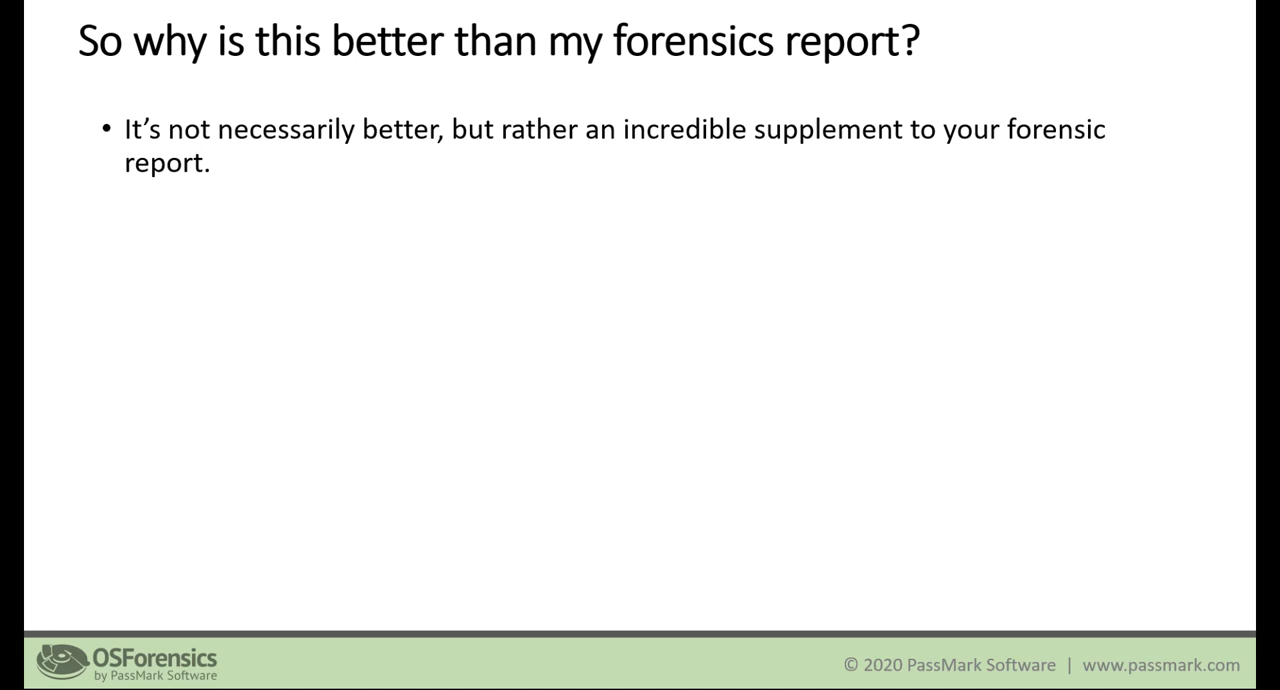 So why is this better than my forensics report?
• It’s not necessarily better, but rather an incredible supplement to your forensic
report.
OSForensics
by PassMark Software
© 2020 PassMark Software | www.passmark.com